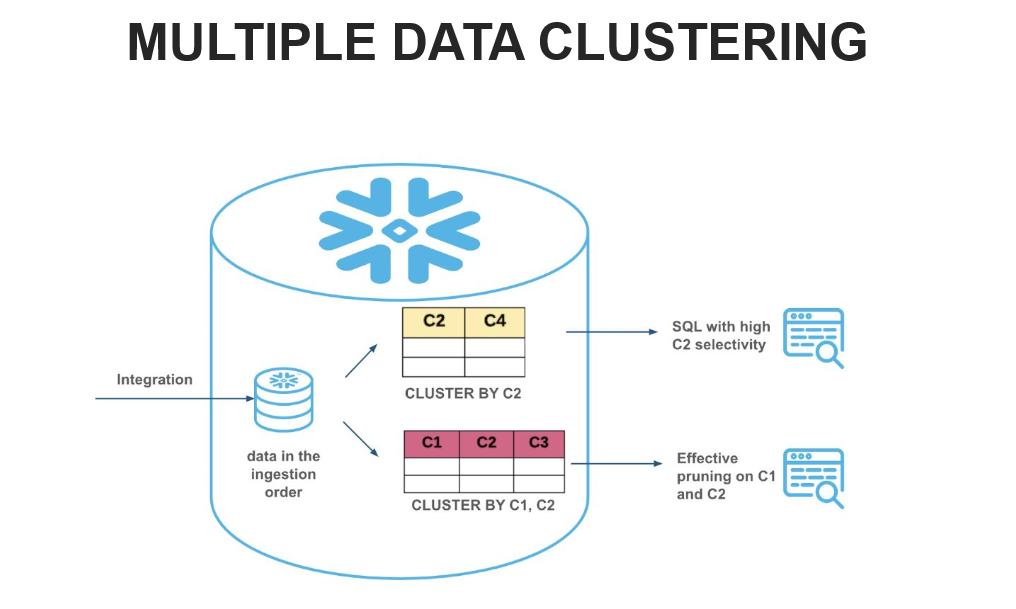 MULTIPLE DATA CLUSTERING
Integration
data in the
ingestion
order
C2 C4
CLUSTER BY C2
C1 C2 C3
CLUSTER BY C1, C2
SQL with high
C2 selectivity
Effective
pruning on C1
and C2